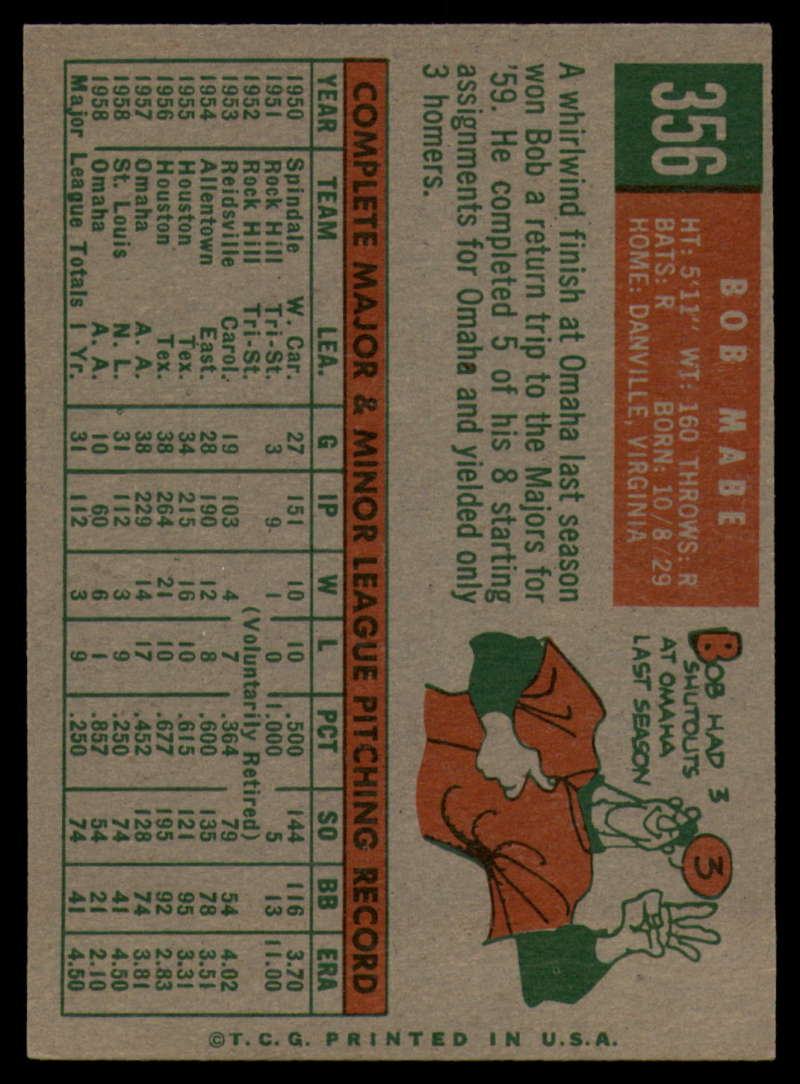 356
BOB MABE
HT: 5'11" WT: 160 THROWS: R
BATS: R BORN: 10/8/29
HOME: DANVILLE, VIRGINIA
A whirlwind finish at Omaha last season
won Bob a return trip to the Majors for
'59. He completed 5 of his 8 starting
assignments for Omaha and yielded only
3 homers.
BOB HAD 3
SHUTOUTS
AT OMAHA
LAST SEASON
3
COMPLETE MAJOR & MINOR LEAGUE PITCHING RECORD
YEAR TEAM LEA. G IP W L PCT SO BB ERA
1950 Spindale W. Car. 27 151 10 10 .500 144 116 3.70
1951 Rock Hill Tri-St. 3 9 1 0 1.000 5 13 11.00
1952 Rock Hill Tri-St. (Voluntarily Retired)
1953 Reidsville Carol. 19 103 4 7 .364 79 54 4.02
1954 Allentown East. 28 190 12 8 .600 135 78 3.51
1955 Houston Tex. 34 215 16 10 .615 121 95 3.31
1956 Houston Tex. 38 264 21 10 .677 195 92 2.83
1957 Omaha A. A. 38 229 14 17 .452 128 74 3.81
1958 St. Louis N. L. 31 112 3 9 .250 74 41 4.50
1958 Omaha A. A. 10 60 6 1 .857 54 21 2.10
Major League Totals 1 Yr. 31 112 3 9 .250 74 41 4.50
©T. C. G. PRINTED IN U.S.A.